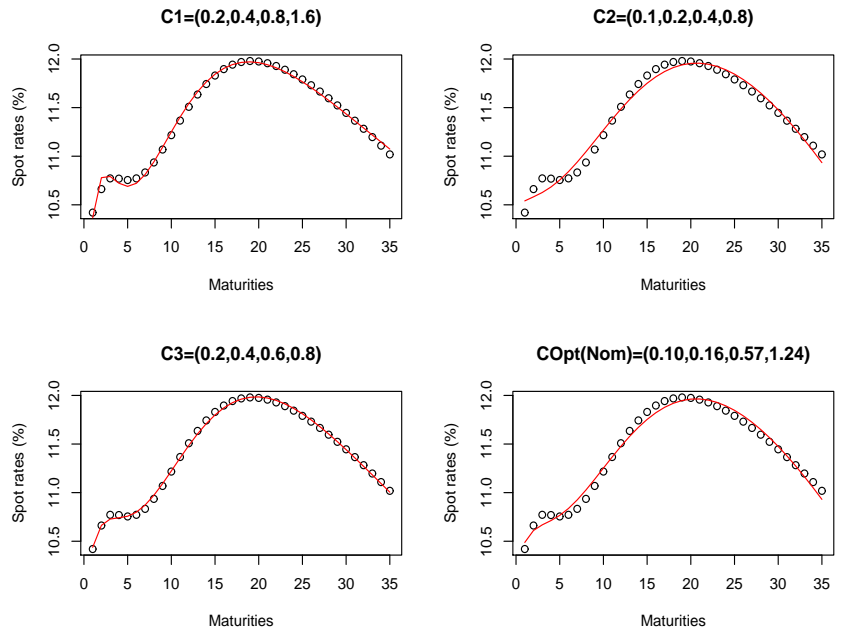 C1=(0.2,0.4,0.8,1.6)
Spot rates (%)
12.0
11.5
11.0
10.5
0 5 10 15 20 25 30 35
Maturities
C2=(0.1,0.2,0.4,0.8)
Spot rates (%)
12.0
11.5
11.0
10.5
0 5 10 15 20 25 30 35
Maturities
C3=(0.2,0.4,0.6,0.8)
Spot rates (%)
12.0
11.5
11.0
10.5
0 5 10 15 20 25 30 35
Maturities
COpt(Nom)=(0.10,0.16,0.57,1.24)
Spot rates (%)
12.0
11.5
11.0
10.5
0 5 10 15 20 25 30 35
Maturities